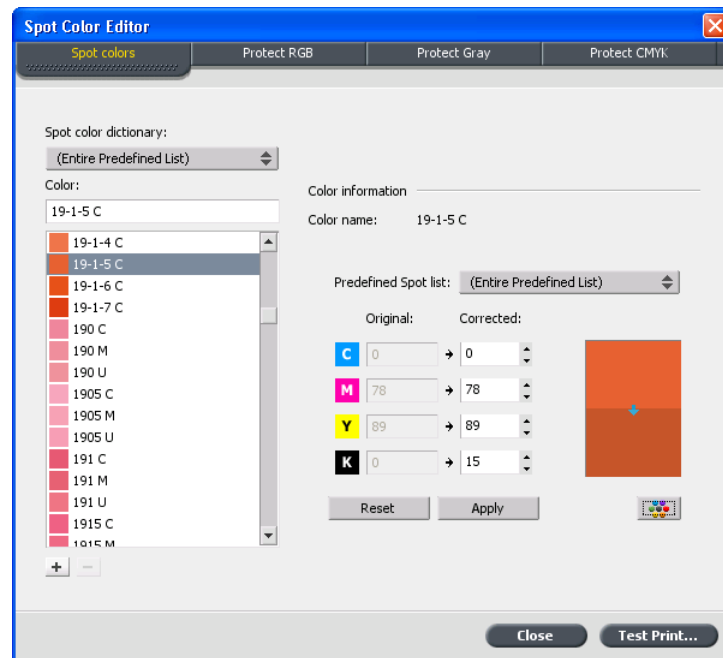 Spot Color Editor
Spot colors Protect RGB Protect Gray Protect CMYK
Spot color dictionary:
(Entire Predefined List)
Color:
19-1-5 C
19-1-4 C
19-1-5 C
19-1-6 C
19-1-7 C
190 C
190 M
190 U
1905 C
1905 M
1905 U
191 C
191 M
191 U
1915 C
1915 M
Color information
Color name: 19-1-5 C
Predefined Spot list: (Entire Predefined List)
Original: Corrected:
C 0 0
M 78 78
Y 89 89
K 0 15
Reset Apply
Close Test Print...